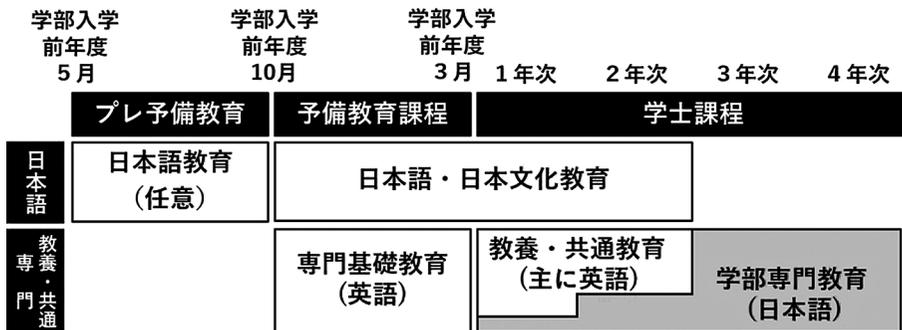 学部入学
前年度
5月
学部入学
前年度
10月
学部入学
前年度
3月
1年次
2年次
3年次
4年次
プレ予備教育
予備教育課程
学士課程
日本語
日本語教育
（任意）
日本語・日本文化教育
教養・共通
専門
専門基礎教育
（英語）
教養・共通教育
（主に英語）
学部専門教育
（日本語）